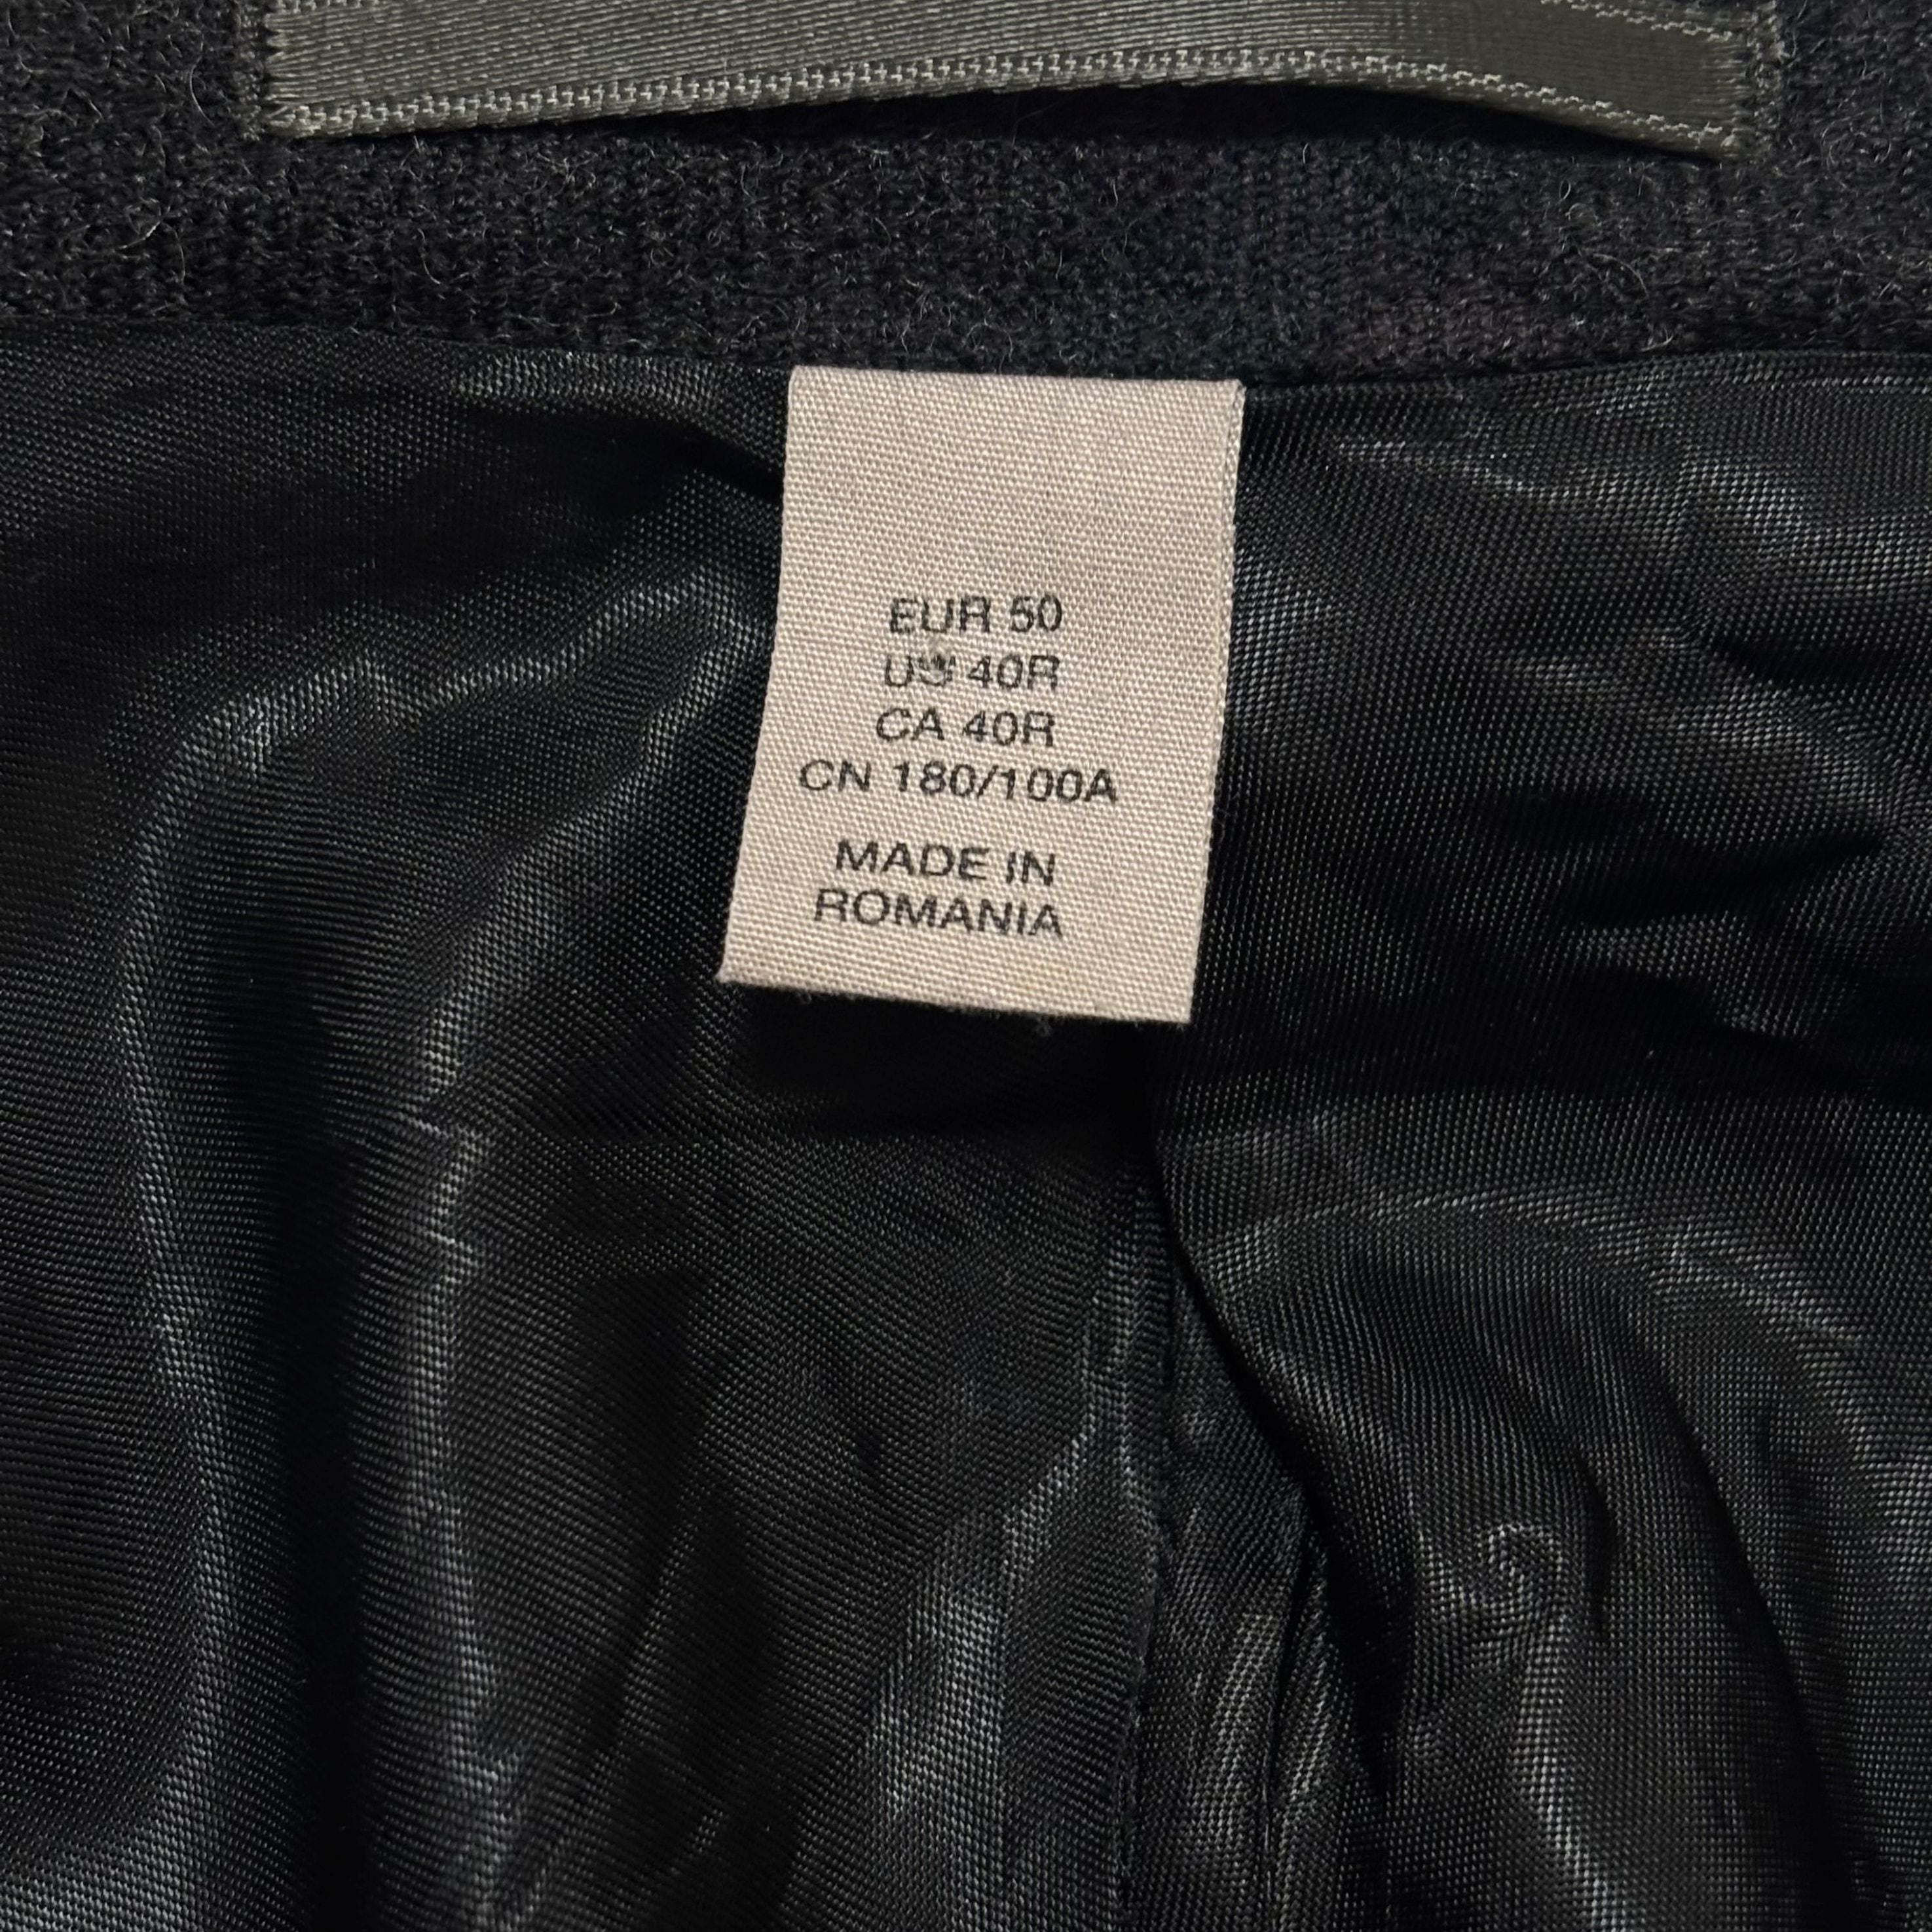 EUR 50
US 40R
CA 40R
CN 180/100A
MADE IN
ROMANIA